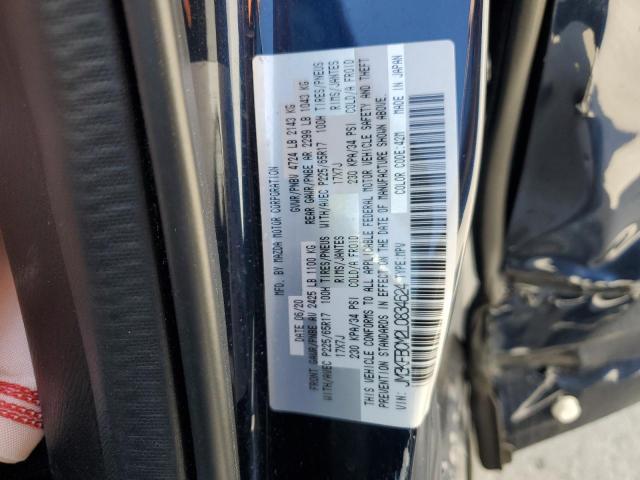 MFD. BY MAZDA MOTOR CORPORATION
DATE: 06/20 GVWR/PNBV 4724 LB 2143 KG
FRONT GAWR/PNBE AV 2425 LB 1100 KG REAR GAWR/PNBE AR 2299 LB 1043 KG
WITH/AVEC P225/65R17 100H TIRES/PNEUS WITH/AVEC P225/65R17 100H TIRES/PNEUS
17X7J RIMS/JANTES 17X7J RIMS/JANTES
230 KPA/34 PSI COLD/A FROID 230 KPA/34 PSI COLD/A FROID
THIS VEHICLE CONFORMS TO ALL APPLICABLE FEDERAL MOTOR VEHICLE SAFETY AND THEFT
PREVENTION STANDARDS IN EFFECT ON THE DATE OF MANUFACTURE SHOWN ABOVE.
COLOR CODE:42M MADE IN JAPAN
VIN: JM3KFBCM2L0834624 TYPE:MPV